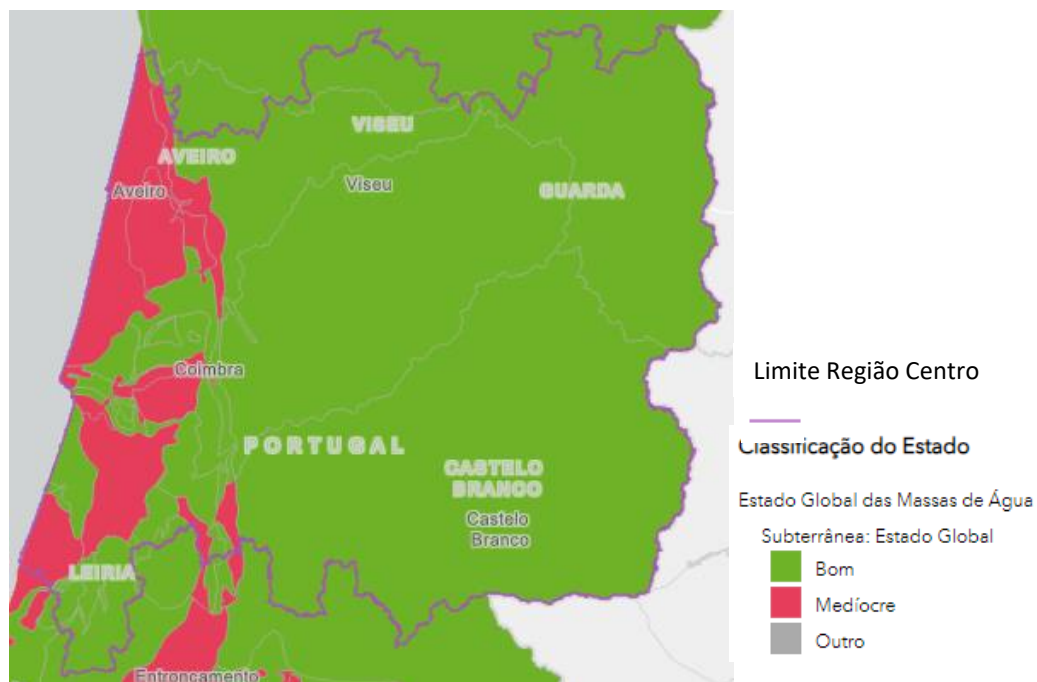 VISEU
AVEIRO
Aveiro
Viseu
GUARDA
Coimbra
PORTUGAL
CASTELO
BRANCO
Castelo
Branco
LEIRIA
Entroncamento
Limite Região Centro
Classificação do Estado
Estado Global das Massas de Água
Subterrânea: Estado Global
Bom
Medíocre
Outro